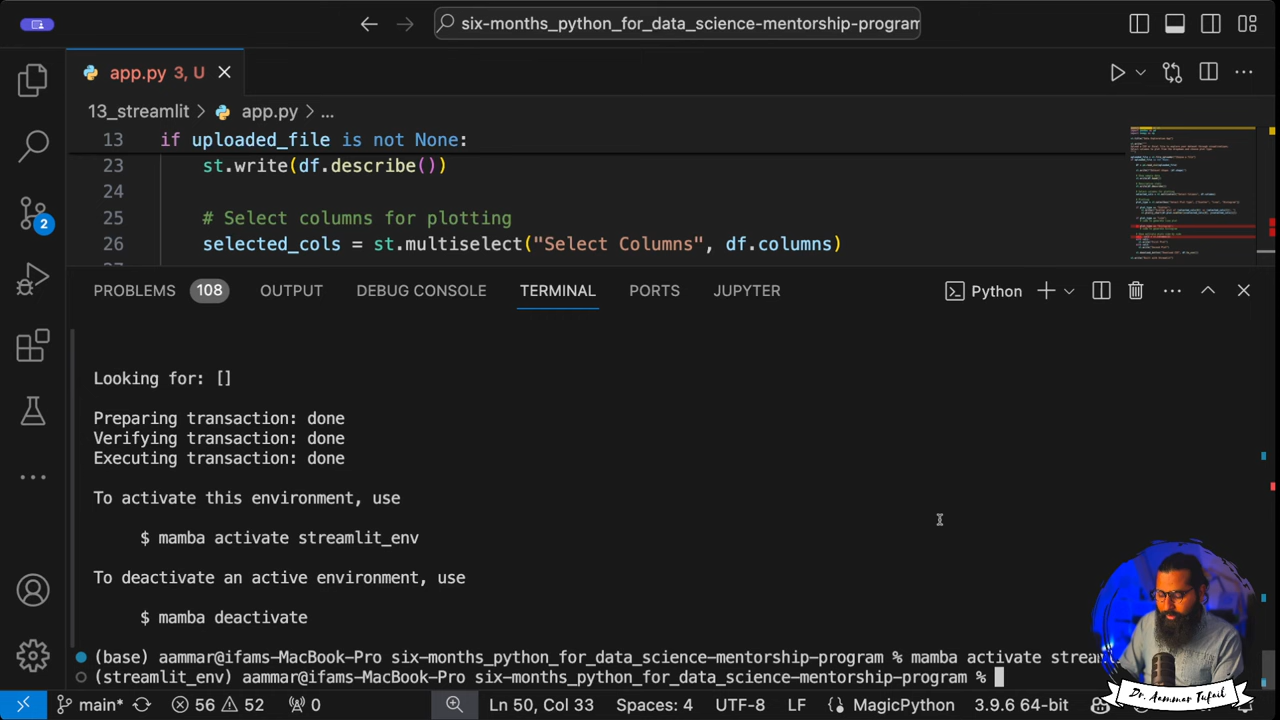 six-months_python_for_data_science-mentorship-program
app.py 3, U
13_streamlit > app.py > ...
13 if uploaded_file is not None:
23 st.write(df.describe())
24
25 # Select columns for plotting
26 selected_cols = st.multiselect("Select Columns", df.columns)
2
PROBLEMS 108 OUTPUT DEBUG CONSOLE TERMINAL PORTS JUPYTER Python
Looking for: []
Preparing transaction: done
Verifying transaction: done
Executing transaction: done
To activate this environment, use
$ mamba activate streamlit_env
To deactivate an active environment, use
$ mamba deactivate
(base) aammar@ifams-MacBook-Pro six-months_python_for_data_science-mentorship-program % mamba activate
(streamlit_env) aammar@ifams-MacBook-Pro six-months_python_for_data_science-mentorship-program %
Dr. Aammar Tufail
main* 56 52 0 Ln 50, Col 33 Spaces: 4 UTF-8 LF MagicPython 3.9.6 64-bit